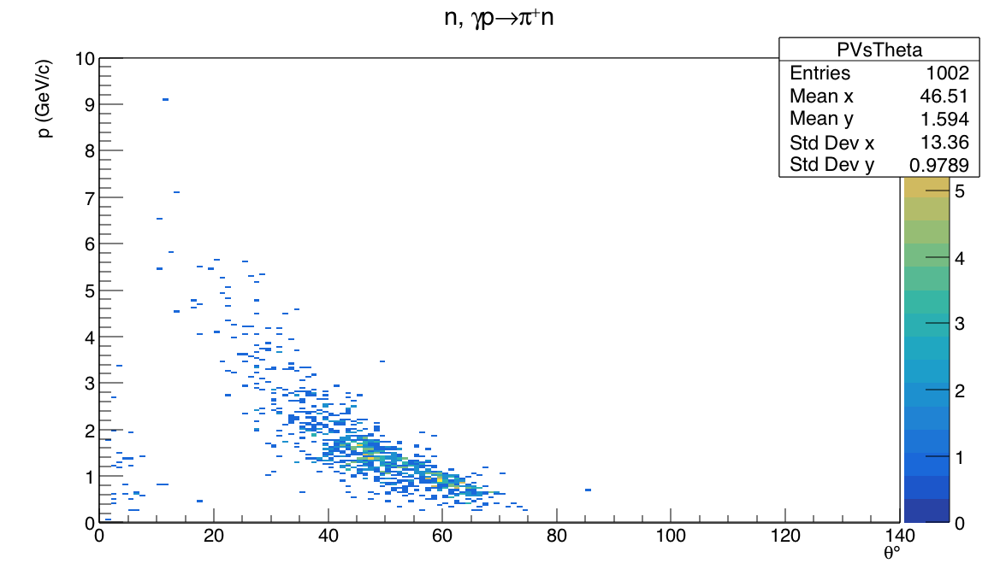 n, γp→π⁺n
p (GeV/c)
PVsTheta
Entries 1002
Mean x 46.51
Mean y 1.594
Std Dev x 13.36
Std Dev y 0.9789
10
9
8
7
6
5
4
3
2
1
0
0 20 40 60 80 100 120 140
θ°
5
4
3
2
1
0